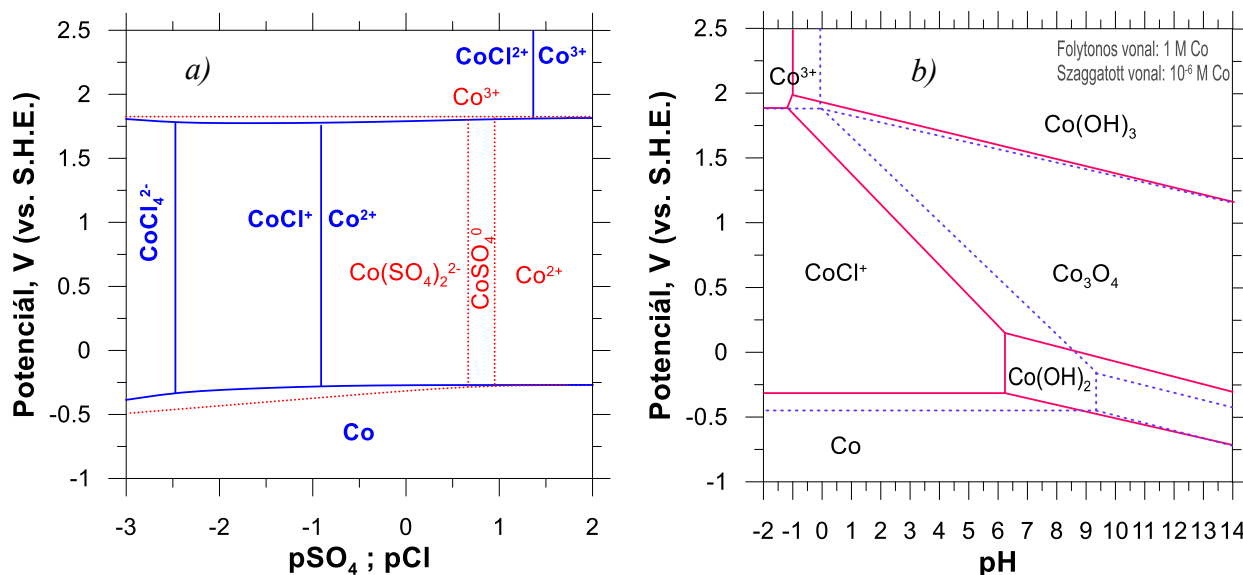 a)
CoCl²⁺ Co³⁺
Co³⁺
CoCl₄²⁻
CoCl⁺ Co²⁺
Co(SO₄)₂²⁻
CoSO₄⁰
Co²⁺
Co
2.5
2
1.5
1
0.5
0
-0.5
-1
Potenciál, V (vs. S.H.E.)
-3 -2 -1 0 1 2
pSO₄ ; pCl
b)
Folytonos vonal: 1 M Co
Szaggatott vonal: 10⁻⁶ M Co
Co³⁺
Co(OH)₃
CoCl⁺
Co₃O₄
Co(OH)₂
Co
2.5
2
1.5
1
0.5
0
-0.5
-1
Potenciál, V (vs. S.H.E.)
-2 -1 0 1 2 3 4 5 6 7 8 9 10 11 12 13 14
pH